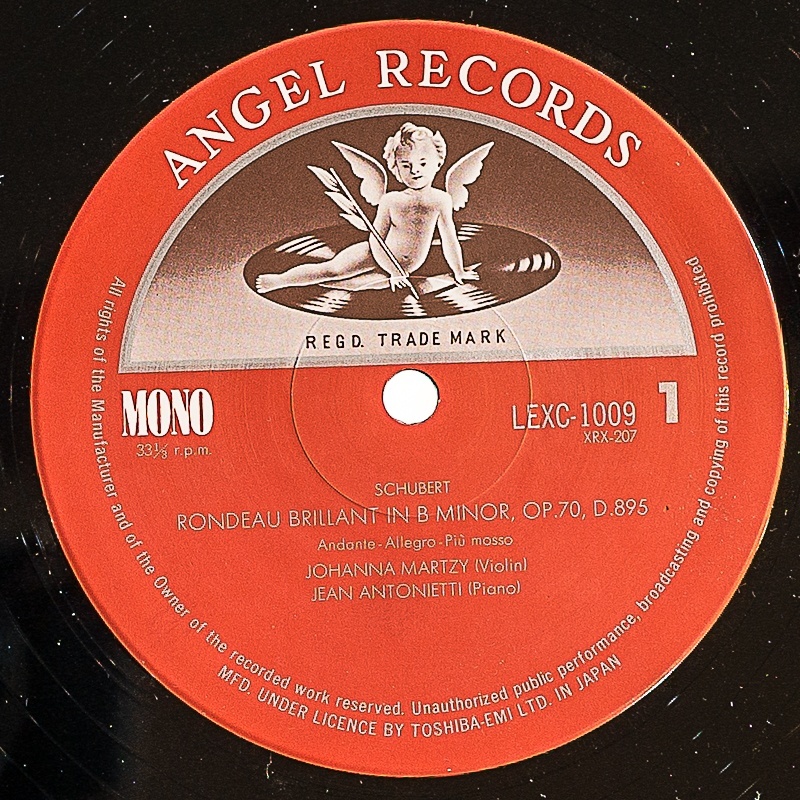 ANGEL RECORDS
REGD. TRADE MARK
MONO
33⅓ r.p.m.
LEXC-1009
XRX-207
1
SCHUBERT
RONDEAU BRILLANT IN B MINOR, OP.70, D.895
Andante-Allegro-Più mosso
JOHANNA MARTZY (Violin)
JEAN ANTONIETTI (Piano)
All rights of the Manufacturer and of the Owner of the recorded work reserved. Unauthorized public performance, broadcasting and copying of this record prohibited
MFD. UNDER LICENCE BY TOSHIBA-EMI LTD. IN JAPAN